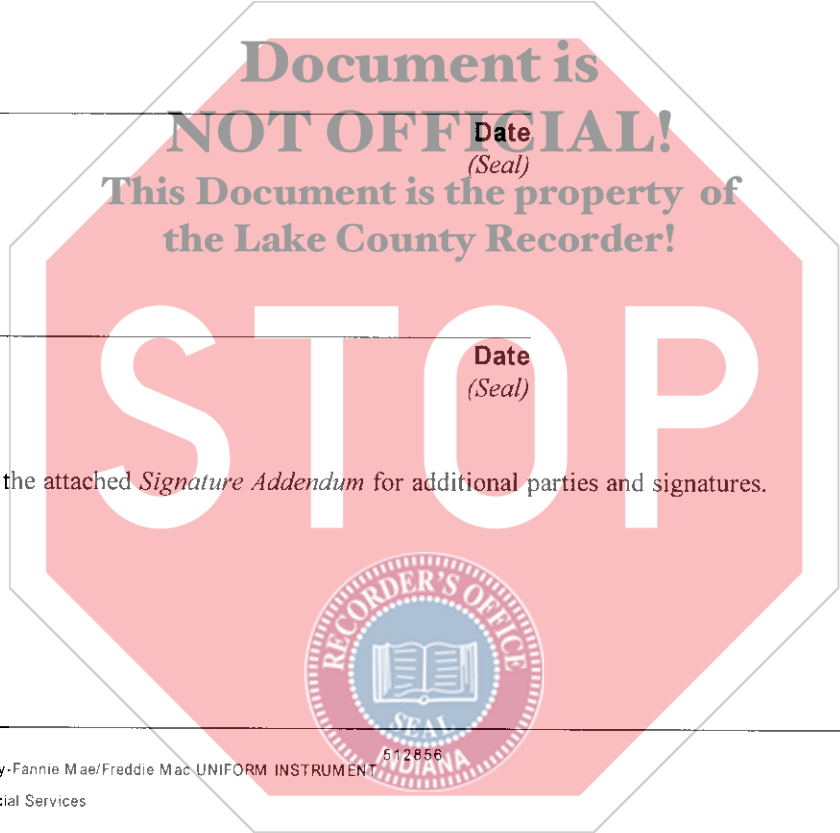 Document is
NOT OFFICIAL!
Date
(Seal)
This Document is the property of
the Lake County Recorder!
STOP
Date
(Seal)
the attached Signature Addendum for additional parties and signatures.
RECORDER'S OFFICE
SEAL
INDIANA
512856
y-Fannie Mae/Freddie Mac UNIFORM INSTRUMENT
cial Services